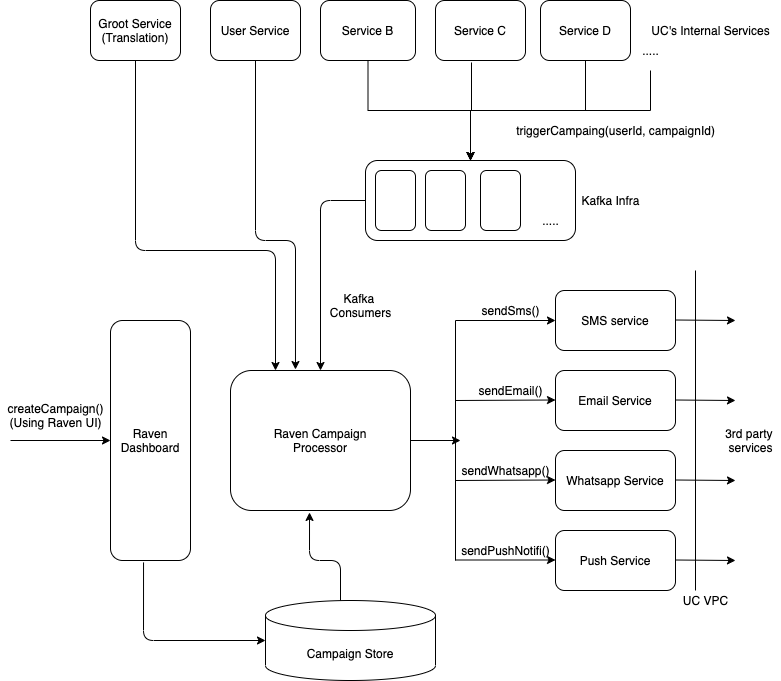 Groot Service
(Translation)
User Service
Service B
Service C
Service D
UC's Internal Services
.....
triggerCampaing(userId, campaignId)
Kafka Infra
.....
Kafka
Consumers
createCampaign()
(Using Raven UI)
Raven
Dashboard
Raven Campaign
Processor
sendSms()
SMS service
sendEmail()
Email Service
sendWhatsapp()
Whatsapp Service
sendPushNotifi()
Push Service
3rd party
services
UC VPC
Campaign Store